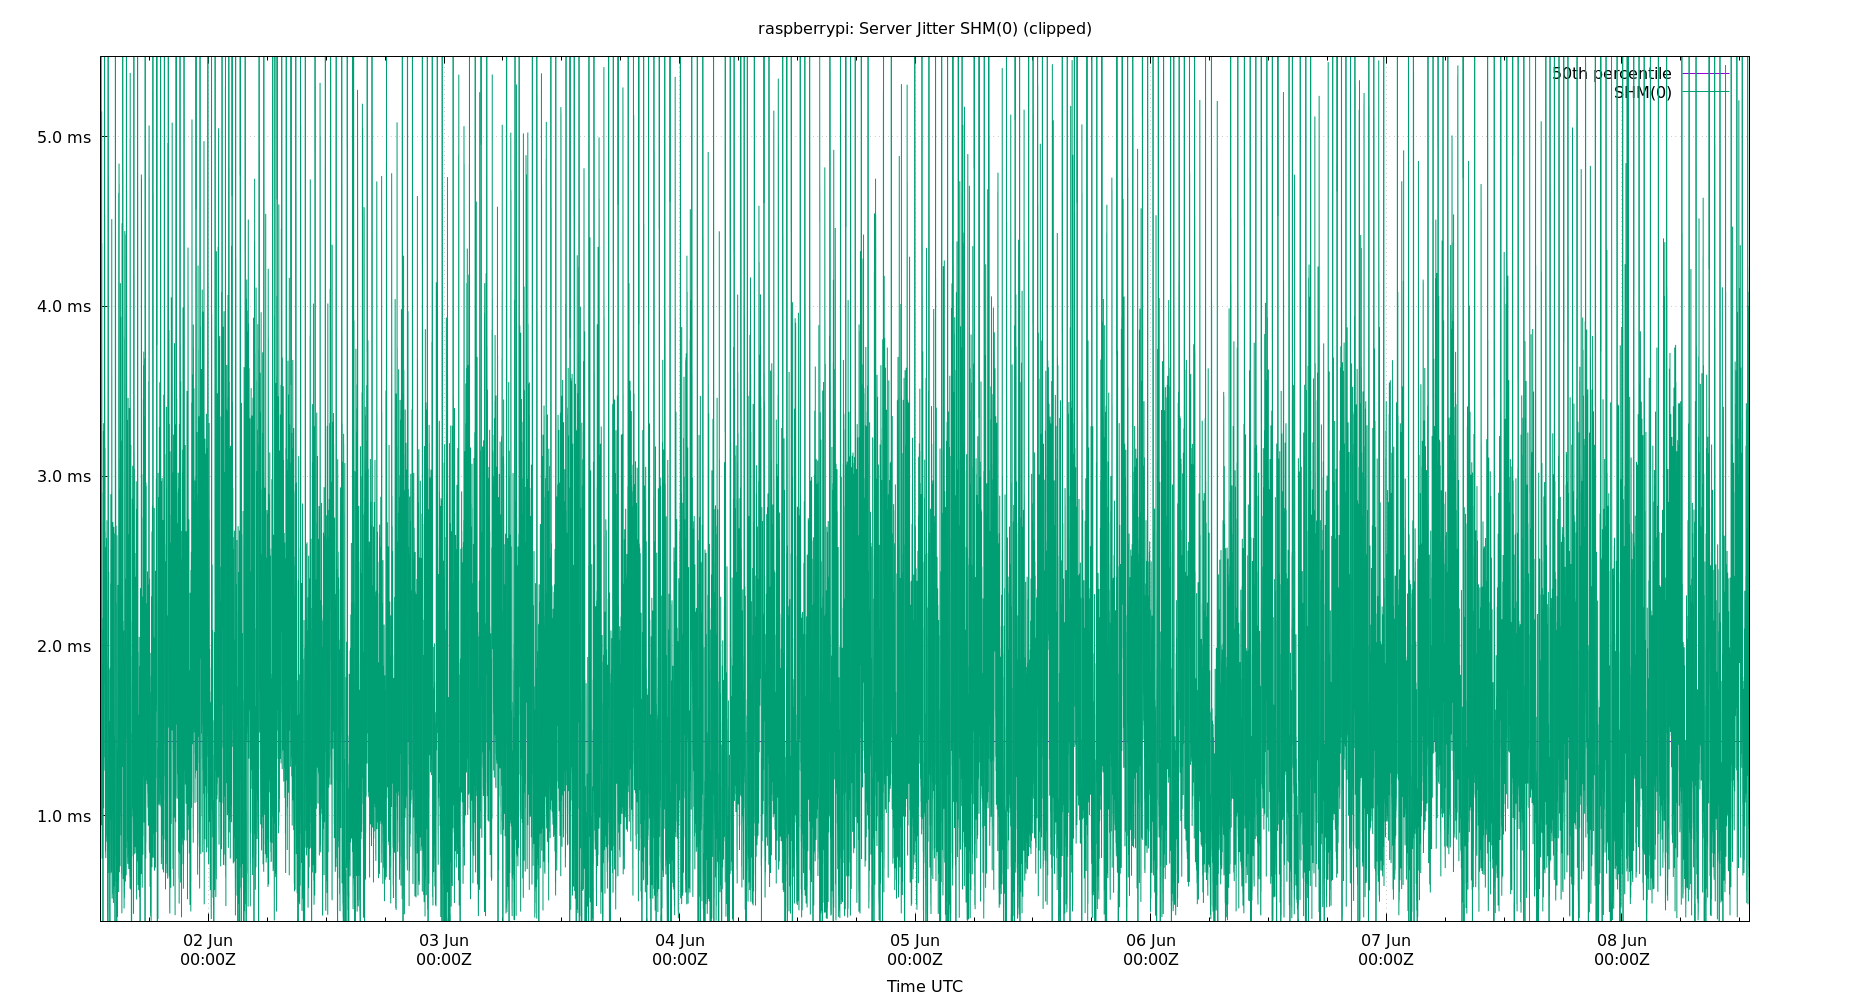 raspberrypi: Server Jitter SHM(0) (clipped)
50th percentile
SHM(0)
5.0 ms
4.0 ms
3.0 ms
2.0 ms
1.0 ms
02 Jun 03 Jun 04 Jun 05 Jun 06 Jun 07 Jun 08 Jun
00:00Z 00:00Z 00:00Z 00:00Z 00:00Z 00:00Z 00:00Z
Time UTC